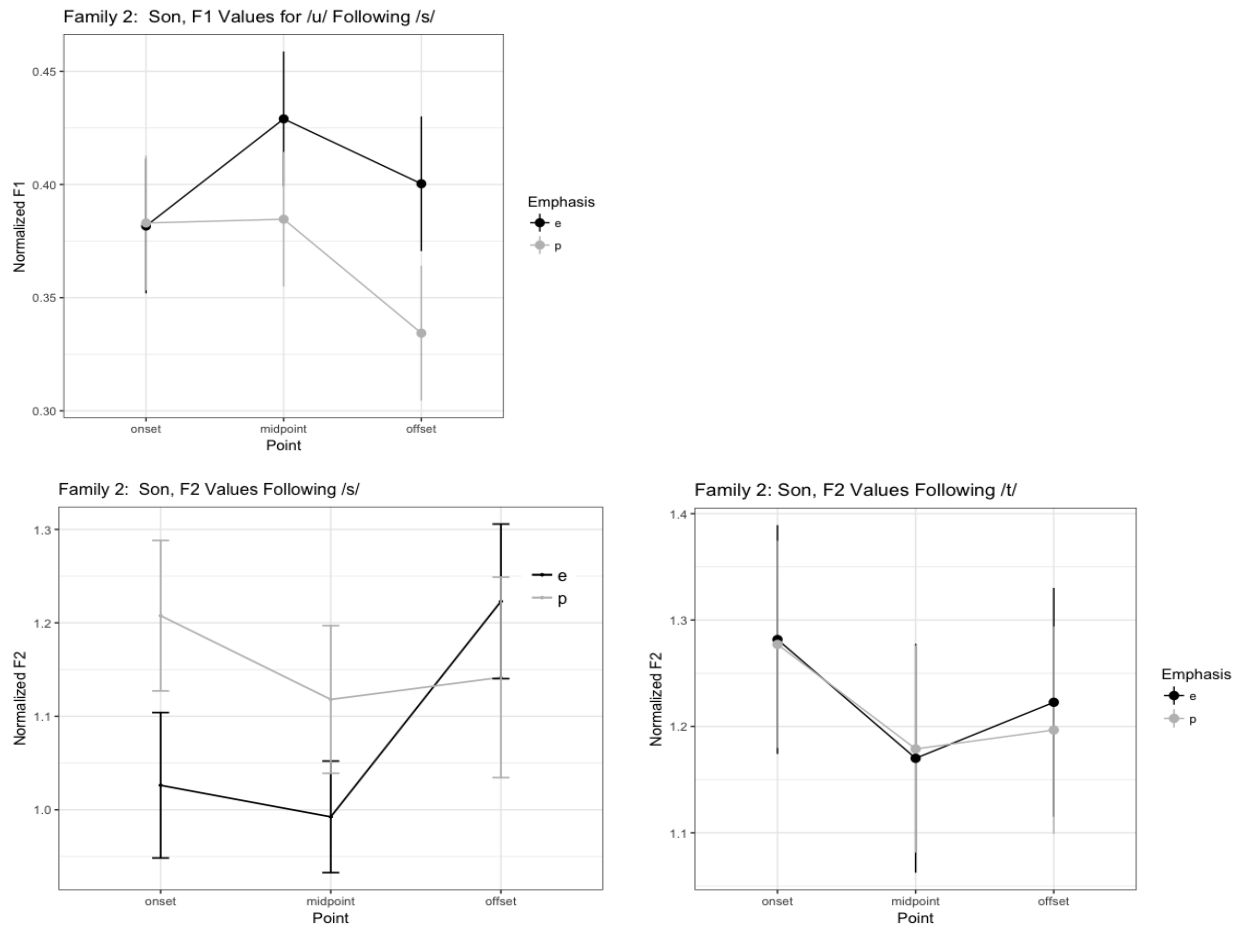 Family 2:  Son, F1 Values for /u/ Following /s/
0.45
0.40
0.35
0.30
Normalized F1
onset
midpoint
offset
Point
Emphasis
e
p
Family 2:  Son, F2 Values Following /s/
1.3
1.2
1.1
1.0
Normalized F2
onset
midpoint
offset
Point
e
p
Family 2: Son, F2 Values Following /t/
1.4
1.3
1.2
1.1
Normalized F2
onset
midpoint
offset
Point
Emphasis
e
p